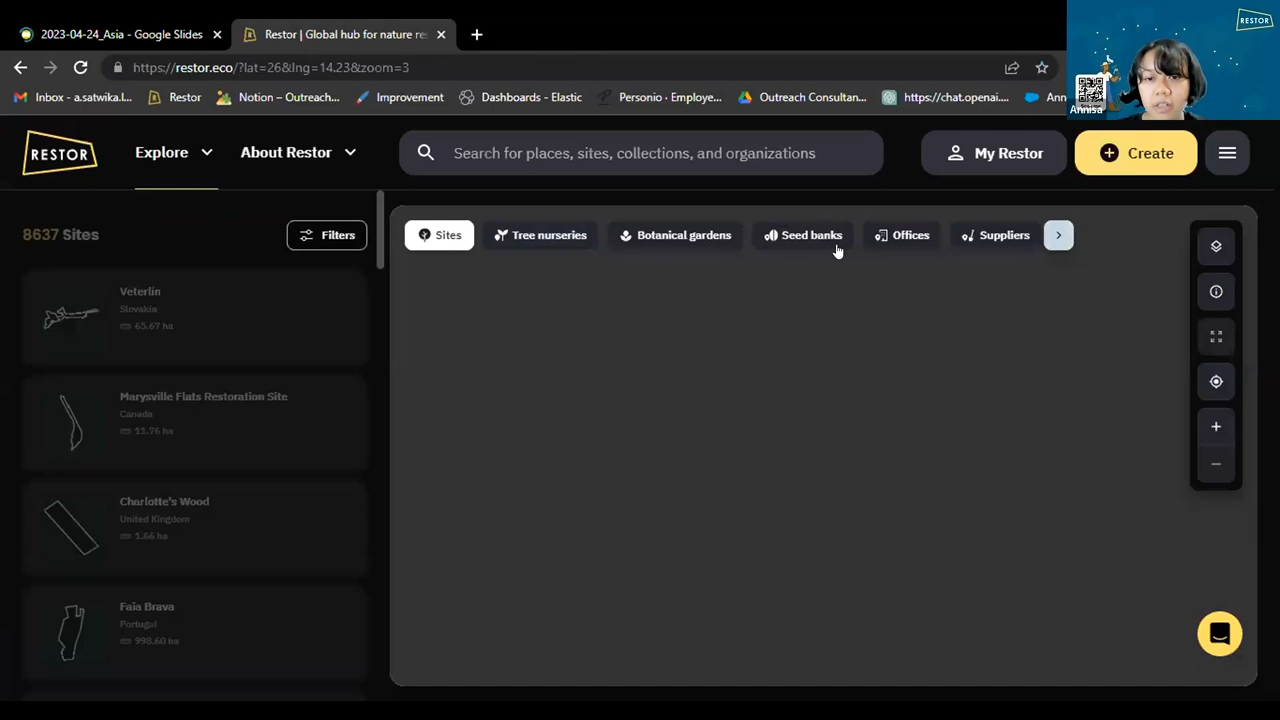 2023-04-24_Asia - Google Slides
Restor | Global hub for nature re
https://restor.eco/?lat=26&lng=14.23&zoom=3
Inbox - a.satwika.l...
Restor
Notion – Outreach...
Improvement
Dashboards - Elastic
Personio - Employe...
Outreach Consultan...
https://chat.openai....
Ann
RESTOR
Annisa
RESTOR
Explore
About Restor
Search for places, sites, collections, and organizations
My Restor
Create
8637 Sites
Filters
Sites
Tree nurseries
Botanical gardens
Seed banks
Offices
Suppliers
Veterlín
Slovakia
65.67 ha
Marysville Flats Restoration Site
Canada
11.76 ha
Charlotte's Wood
United Kingdom
1.66 ha
Faia Brava
Portugal
998.60 ha